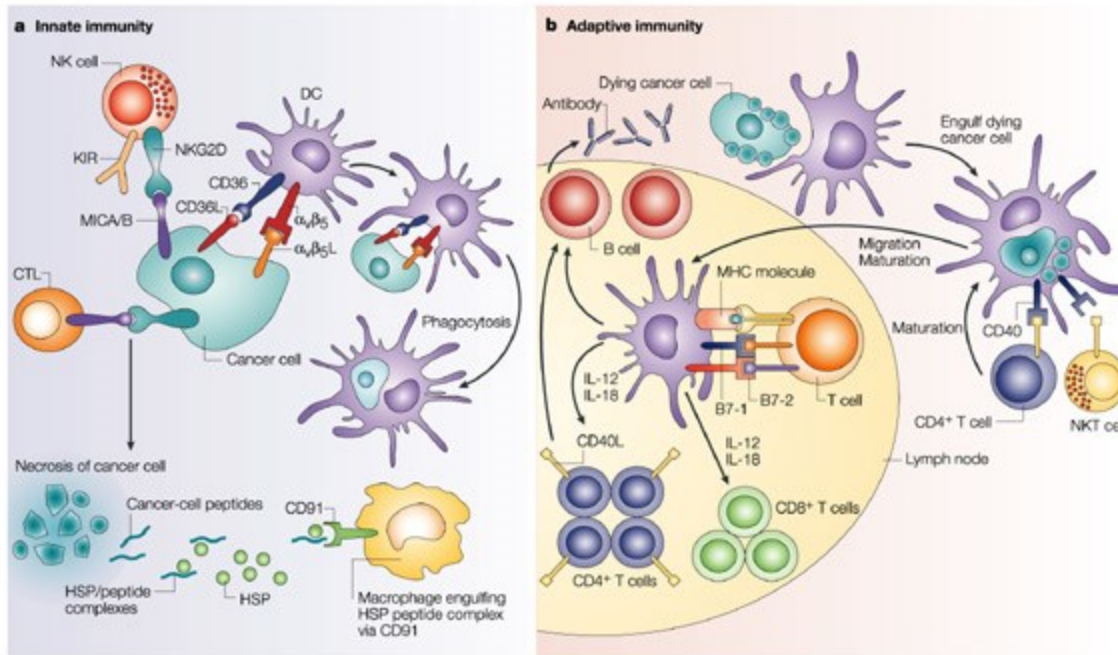 a Innate immunity
NK cell
DC
KIR
NKG2D
CD36
CD36L
MICA/B
αvβ5
αvβ5L
CTL
Cancer cell
Phagocytosis
Necrosis of cancer cell
Cancer-cell peptides
CD91
HSP/peptide
complexes
HSP
Macrophage engulfing
HSP peptide complex
via CD91
b Adaptive immunity
Dying cancer cell
Antibody
Engulf dying
cancer cell
B cell
Migration
Maturation
MHC molecule
Maturation
CD40
IL-12
IL-18
B7-1
B7-2
T cell
CD4+ T cell
NKT ce
CD40L
IL-12
IL-18
Lymph node
CD8+ T cells
CD4+ T cells